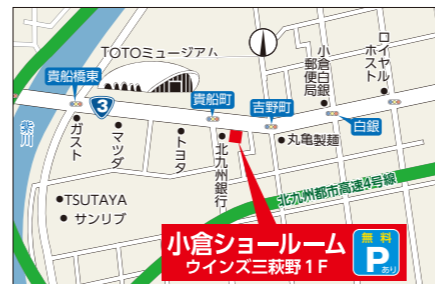 TOTOミュージアム
貴船橋東
3
貴船町
吉野町
小倉白銀
郵便局
ロイヤル
ホスト
白銀
紫川
ガスト
マツダ
トヨタ
北九州銀行
丸亀製麺
TSUTAYA
サンリブ
北九州都市高速4号線
小倉ショールーム
ウインズ三萩野1F
無料
P
あり